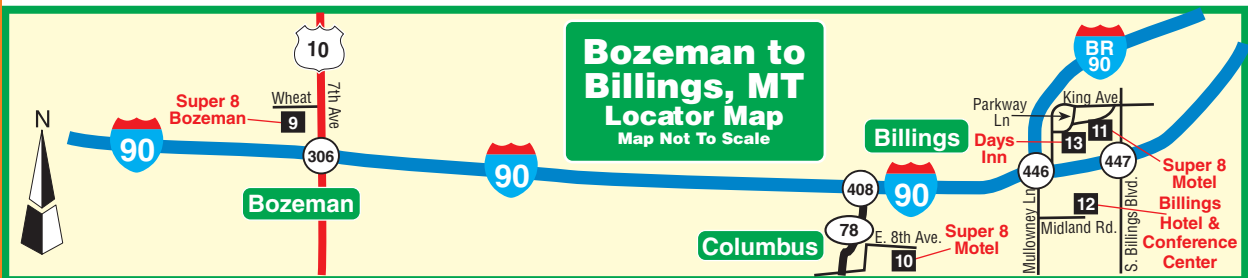 Bozeman to
Billings, MT
Locator Map
Map Not To Scale
N
90
Super 8
Bozeman
Wheat
9
10
7th Ave
306
Bozeman
90
408
78
Columbus
E. 8th Ave.
10
Super 8
Motel
90
Billings
BR
90
Parkway
Ln
King Ave
Days
Inn
13
11
446
447
Super 8
Motel
12
Billings
Hotel &
Conference
Center
Mullowney Ln
Midland Rd.
S. Billings Blvd.